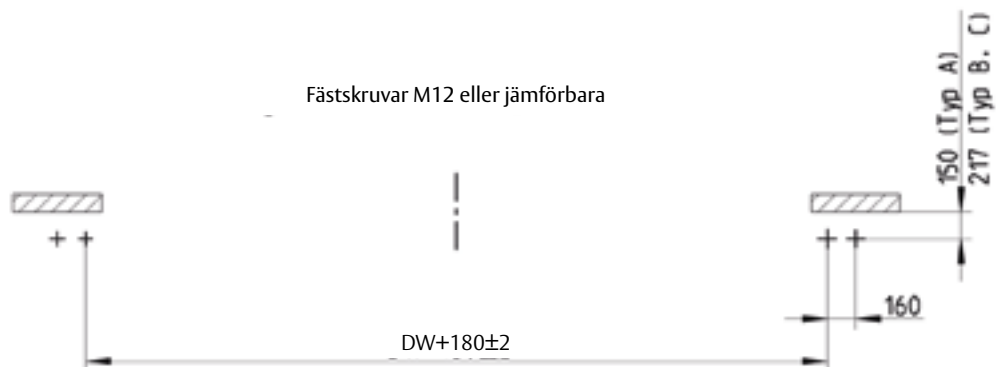 Fästskruvar M12 eller jämförbara
150 (Typ A)
217 (Typ B. C)
160
DW+180±2